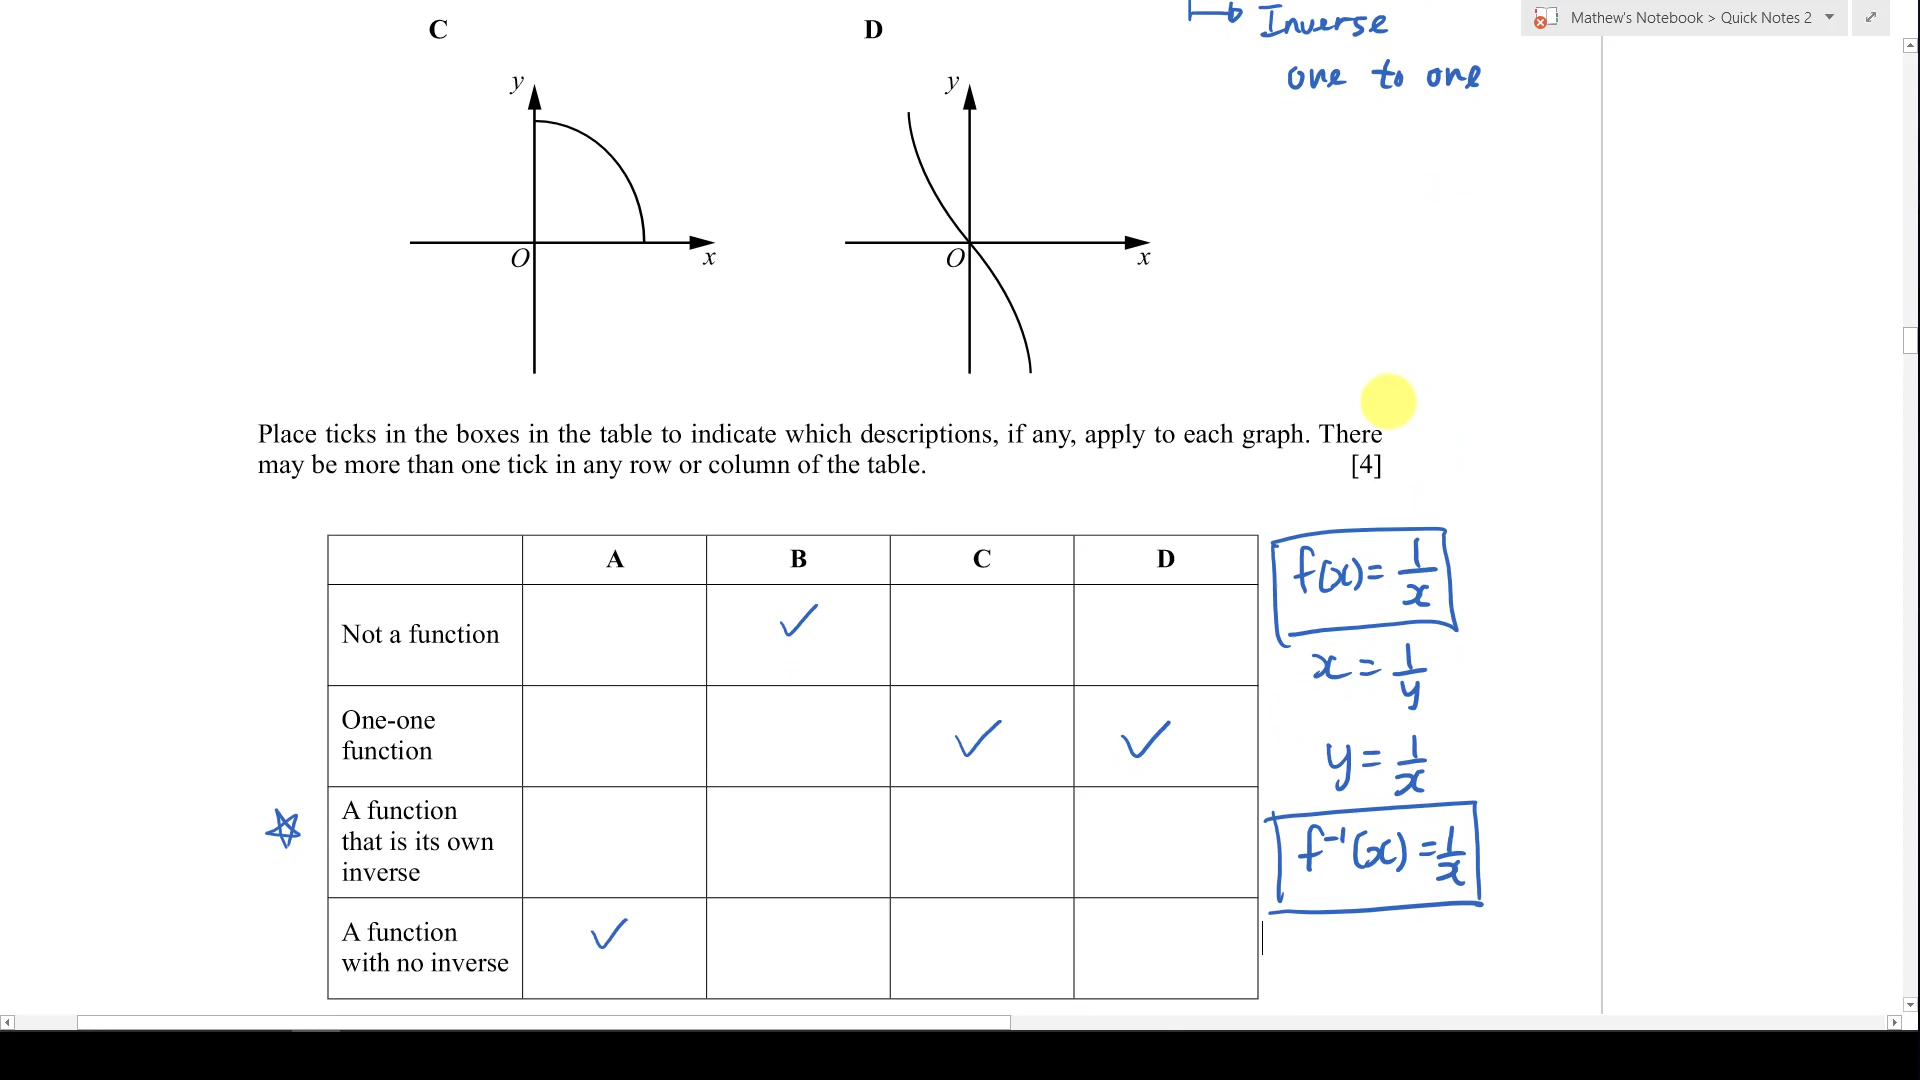 Mathew's Notebook > Quick Notes 2
Inverse
one to one
C
D
y
x
O
y
x
O
Place ticks in the boxes in the table to indicate which descriptions, if any, apply to each graph. There
may be more than one tick in any row or column of the table. [4]
A B C D
Not a function ✓
One-one
function ✓ ✓
A function
that is its own
inverse
A function
with no inverse ✓
f(x) = 1/x
x = 1/y
y = 1/x
f⁻¹(x) = 1/x